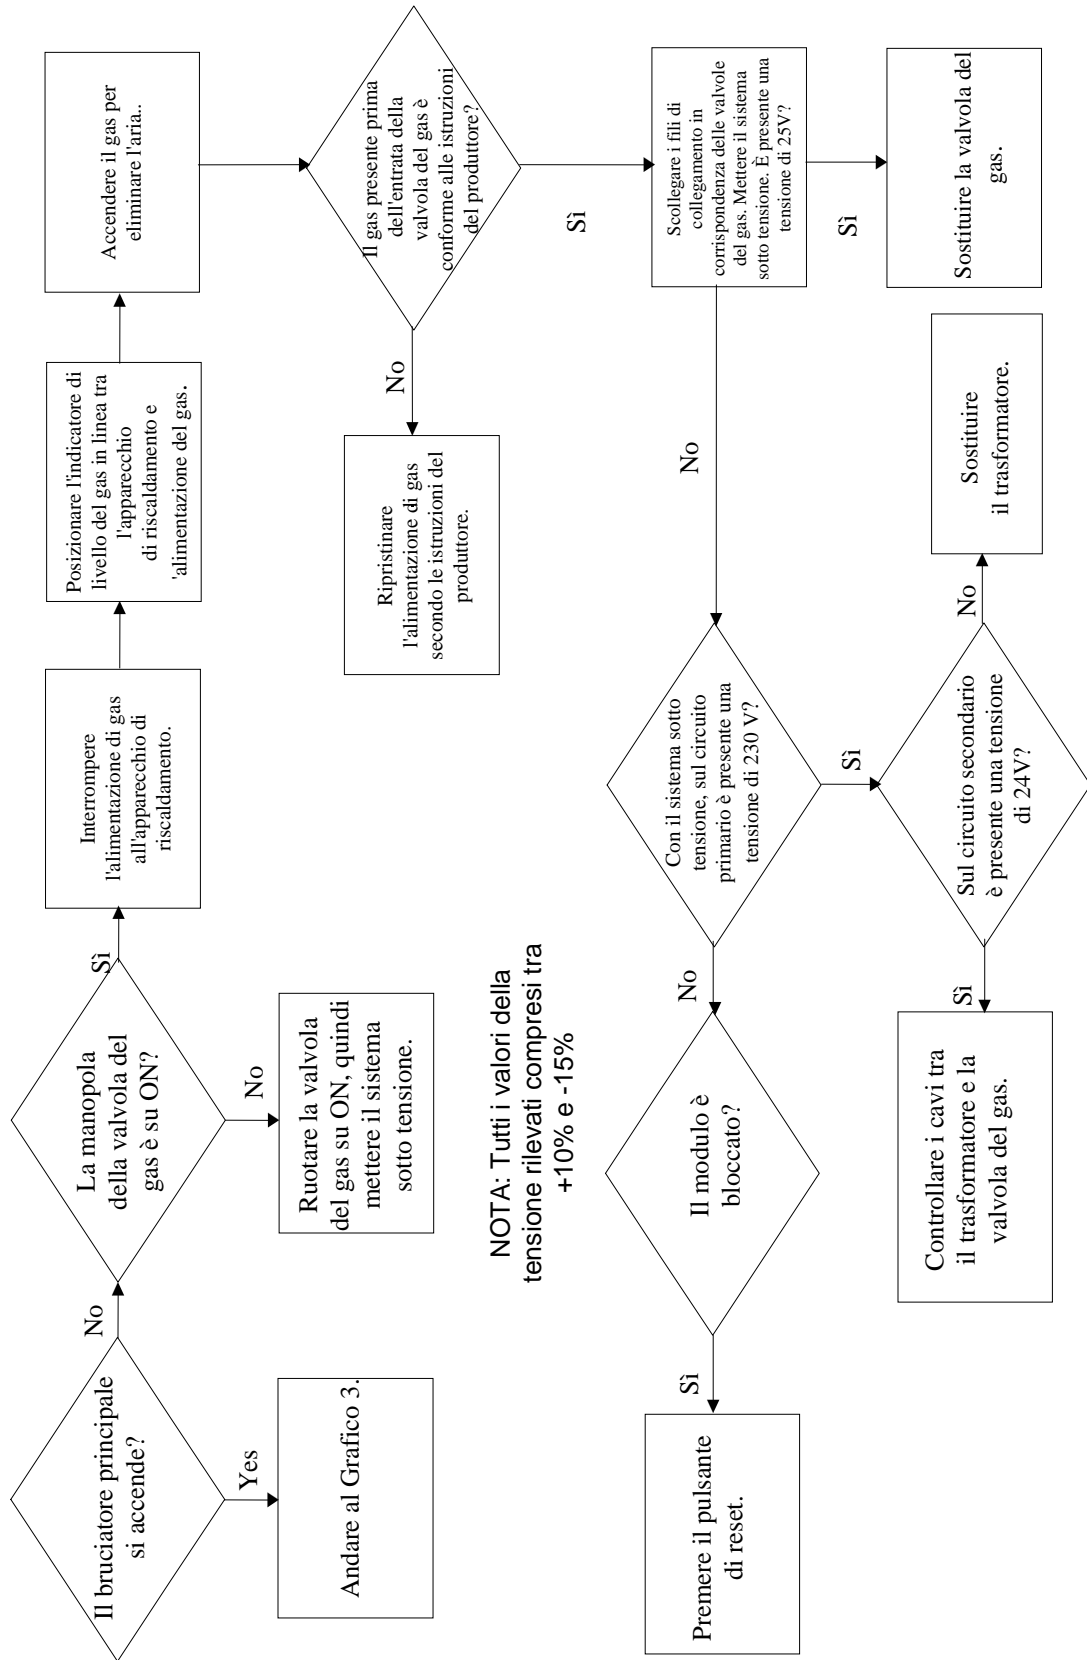 Il bruciatore principale
si accende?
Yes
Andare al Grafico 3.
No
La manopola
della valvola del
gas è su ON?
No
Ruotare la valvola
del gas su ON, quindi
mettere il sistema
sotto tensione.
Sì
Interrompere
l'alimentazione di gas
all'apparecchio di
riscaldamento.
Posizionare l'indicatore di
livello del gas in linea tra
l'apparecchio
di riscaldamento e
'alimentazione del gas.
Accendere il gas per
eliminare l'aria..
Il gas presente prima
dell'entrata della
valvola del gas è
conforme alle istruzioni
del produttore?
No
Ripristinare
l'alimentazione di gas
secondo le istruzioni del
produttore.
Sì
Scollegare i fili di
collegamento in
corrispondenza delle valvole
del gas. Mettere il sistema
sotto tensione. È presente una
tensione di 25V?
Sì
Sostituire la valvola del
gas.
No
Con il sistema sotto
tensione, sul circuito
primario è presente una
tensione di 230 V?
Sì
Sul circuito secondario
è presente una tensione
di 24V?
No
Sostituire
il trasformatore.
Sì
Controllare i cavi tra
il trasformatore e la
valvola del gas.
No
Il modulo è
bloccato?
Sì
Premere il pulsante
di reset.
NOTA: Tutti i valori della
tensione rilevati compresi tra
+10% e -15%